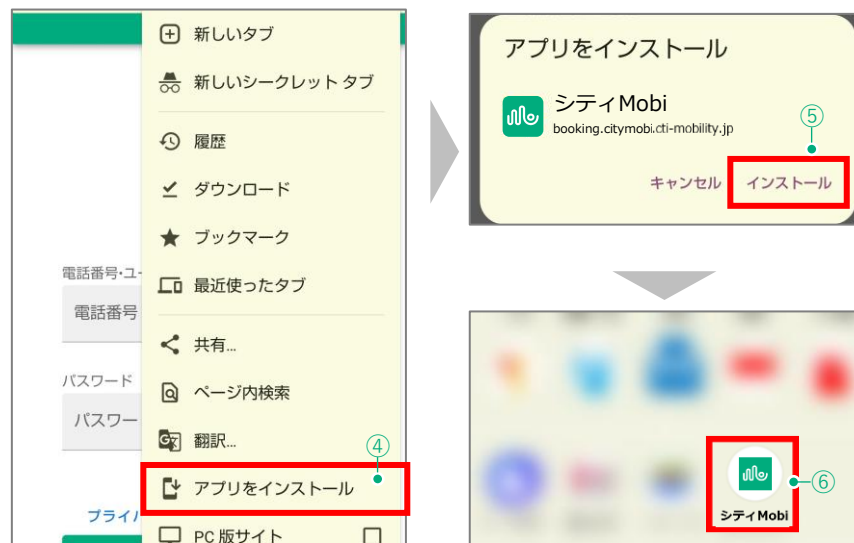 新しいタブ
新しいシークレット タブ
履歴
ダウンロード
ブックマーク
最近使ったタブ
電話番号・ユー
電話番号
共有...
ページ内検索
パスワード
パスワー
翻訳...
④
アプリをインストール
プライバ
PC 版サイト
アプリをインストール
シティMobi
booking.citymobi.cti-mobility.jp
⑤
キャンセル
インストール
シティMobi
⑥